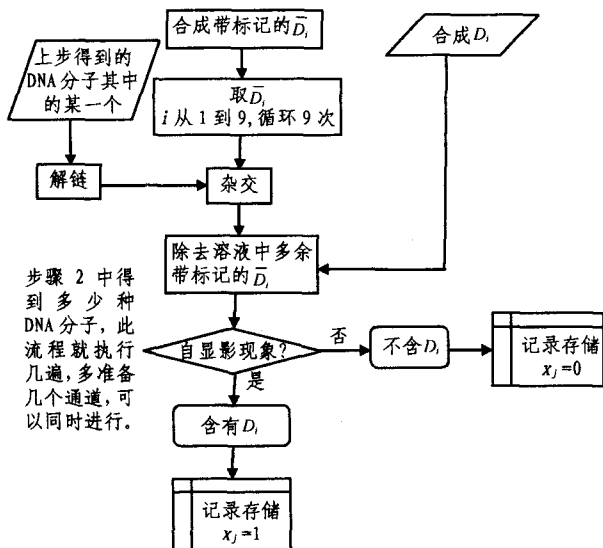 合成带标记的D̄ᵢ
合成Dᵢ
上步得到的
DNA分子其中
的某一个
取D̄ᵢ
i从1到9,循环9次
解链
杂交
除去溶液中多余
带标记的D̄ᵢ
步骤2中得
到多少种
DNA分子，此
流程就执行
几遍,多准备
几个通道,可
以同时进行。
自显影现象?
否
不含Dᵢ
记录存储
xⱼ=0
是
含有Dᵢ
记录存储
xⱼ=1